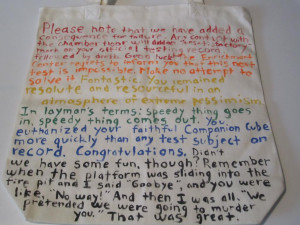 Please note that we have added a
consequence for failure. Any contact with
the chamber floor will add an unsatisfactory
mark on your official testing record,
followed by death. Good luck! The Enrichment
Center regrets to inform you that this next
test is impossible. Make no attempt to
solve it. Fantastic. You remained
resolute and resourceful in an
atmosphere of extreme pessimism.
In layman's terms: speedy thing goes
in, speedy thing comes out. You
euthanized your faithful Companion Cube
more quickly than any test subject on
record. Congratulations. Didn't
we have some fun, though? Remember
when the platform was sliding into the
fire pit and I said "Goobye", and you were
like, "No way!" And then I was all, "We
pretended we were going to murder
you." That was great.